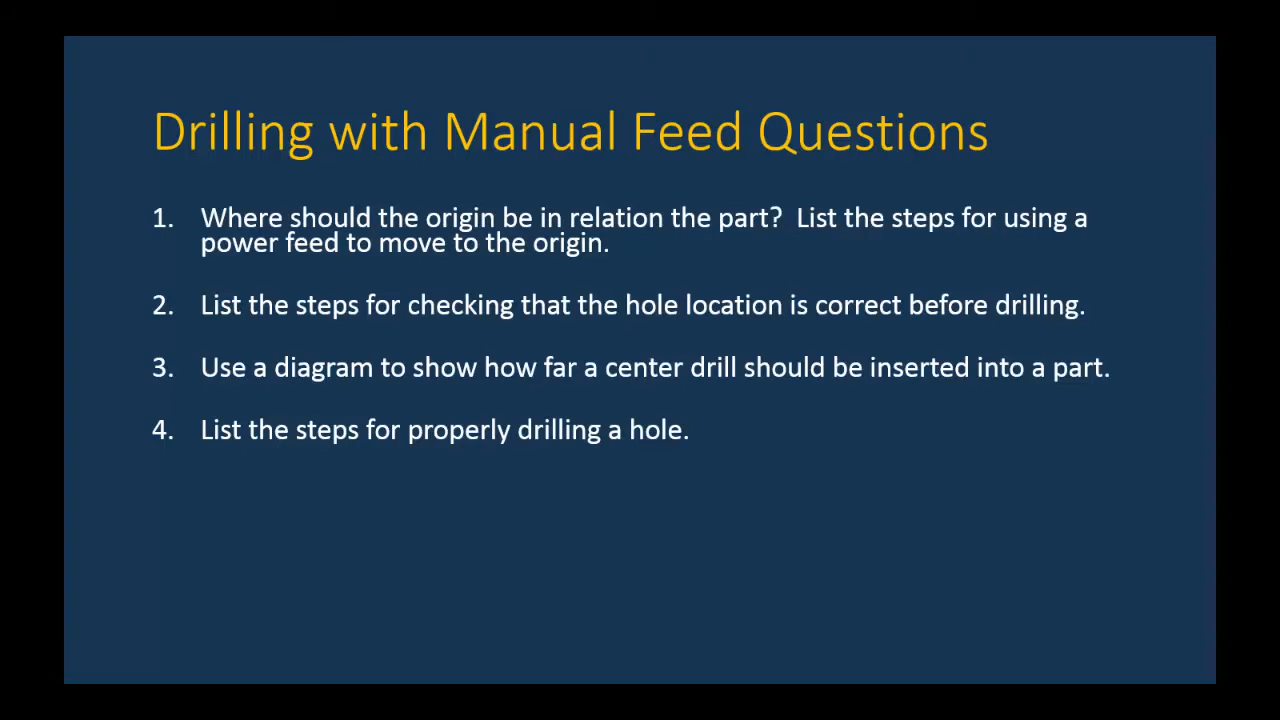 Drilling with Manual Feed Questions
1. Where should the origin be in relation the part?  List the steps for using a
power feed to move to the origin.
2. List the steps for checking that the hole location is correct before drilling.
3. Use a diagram to show how far a center drill should be inserted into a part.
4. List the steps for properly drilling a hole.